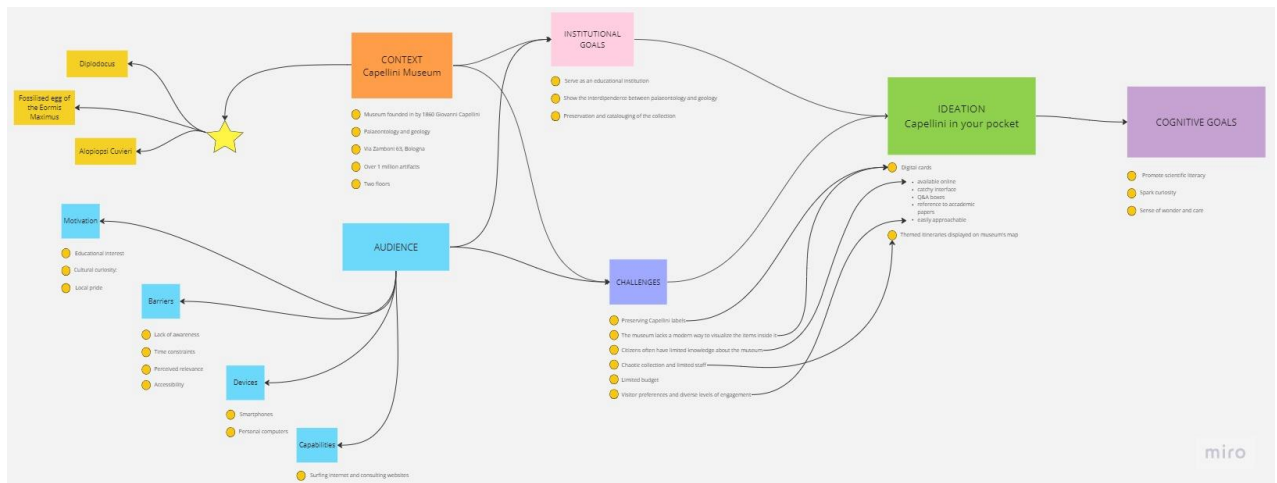 Diplodocus
Fossilised egg of
the Eormis
Maximus
Alopiopsi Cuvieri
CONTEXT
Capellini Museum
Museum founded in by 1860 Giovanni Capellini
Palaeontology and geology
Via Zamboni 63, Bologna
Over 1 million artifacts
Two floors
INSTITUTIONAL
GOALS
Serve as an educational institution
Show the interdipendence between palaeontology and geology
Preservation and catalouging of the collection
IDEATION
Capellini in your pocket
Digital cards
• available online
• catchy interface
• Q&A boxes
• reference to accademic
papers
• easily approachable
Themed itineraries displayed on museum's map
COGNITIVE GOALS
Promote scientific literacy
Spark curiosity
Sense of wonder and care
AUDIENCE
Motivation
Educational interest
Cultural curiosity:
Local pride
Barriers
Lack of awareness
Time constraints
Perceived relevance
Accessibility
Devices
Smartphones
Personal computers
Capabilities
Surfing internet and consulting websites
CHALLENGES
Preserving Capellini labels
The museum lacks a modern way to visualize the items inside it
Citizens often have limited knowledge about the museum
Chaotic collection and limited staff
Limited budget
Visitor preferences and diverse levels of engagement
miro